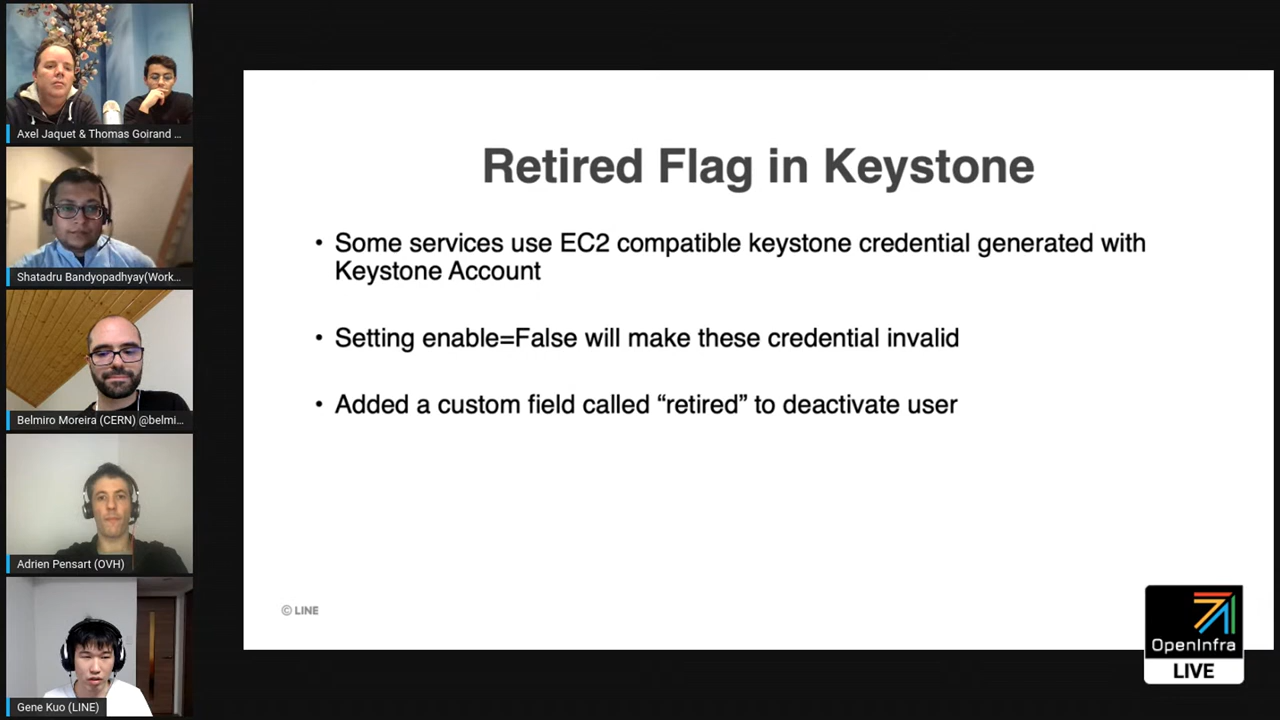 Axel Jaquet & Thomas Goirand ...
Shatadru Bandyopadhyay(Work...
Belmiro Moreira (CERN) @belmi...
Adrien Pensart (OVH)
Gene Kuo (LINE)
Retired Flag in Keystone
• Some services use EC2 compatible keystone credential generated with
Keystone Account
• Setting enable=False will make these credential invalid
• Added a custom field called “retired” to deactivate user
© LINE
OpenInfra
LIVE